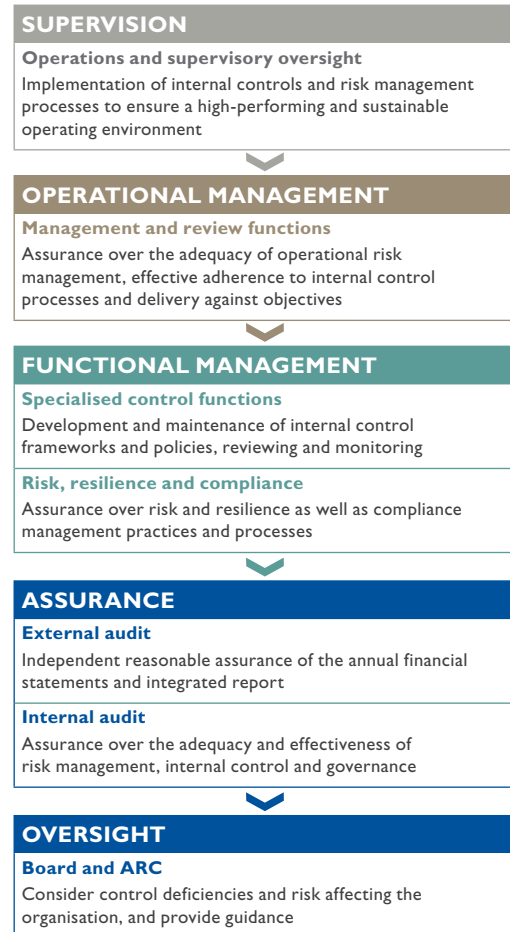 SUPERVISION
Operations and supervisory oversight
Implementation of internal controls and risk management
processes to ensure a high-performing and sustainable
operating environment
OPERATIONAL MANAGEMENT
Management and review functions
Assurance over the adequacy of operational risk
management, effective adherence to internal control
processes and delivery against objectives
FUNCTIONAL MANAGEMENT
Specialised control functions
Development and maintenance of internal control
frameworks and policies, reviewing and monitoring
Risk, resilience and compliance
Assurance over risk and resilience as well as compliance
management practices and processes
ASSURANCE
External audit
Independent reasonable assurance of the annual financial
statements and integrated report
Internal audit
Assurance over the adequacy and effectiveness of
risk management, internal control and governance
OVERSIGHT
Board and ARC
Consider control deficiencies and risk affecting the
organisation, and provide guidance